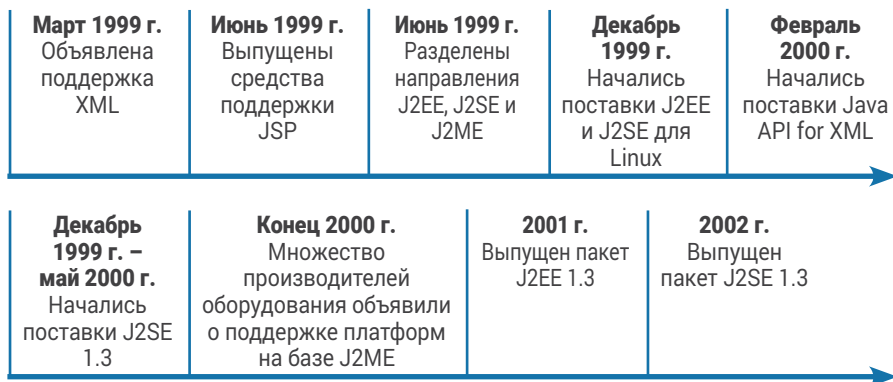 Март 1999 г.
Объявлена
поддержка
XML
Июнь 1999 г.
Выпущены
средства
поддержки
JSP
Июнь 1999 г.
Разделены
направления
J2EE, J2SE и
J2ME
Декабрь
1999 г.
Начались
поставки J2EE
и J2SE для
Linux
Февраль
2000 г.
Начались
поставки Java
API for XML
Декабрь
1999 г. –
май 2000 г.
Начались
поставки J2SE
1.3
Конец 2000 г.
Множество
производителей
оборудования объявили
о поддержке платформ
на базе J2ME
2001 г.
Выпущен пакет
J2EE 1.3
2002 г.
Выпущен
пакет J2SE 1.3